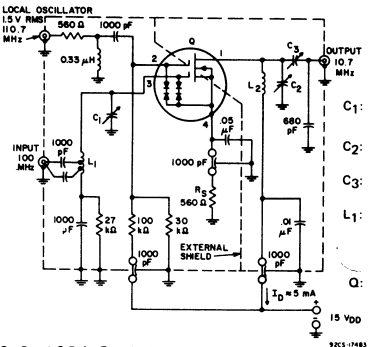 LOCAL OSCILLATOR
1.5 V RMS
110.7
MHz
560 Ω
1000 pF
0.33 μH
Q
1
2
3
4
C3
OUTPUT
10.7
MHz
L2
C2
C1
680
pF
.05
μF
1000
pF
L1
INPUT
100
MHz
1000 pF
RS
560 Ω
1000
pF
27
kΩ
100
kΩ
30
kΩ
EXTERNAL
SHIELD
.01
μF
1000
pF
1000
pF
ID ≈ 5 mA
+
-
15 VDD
92CS-17483
C1:
C2:
C3:
L1:
Q: